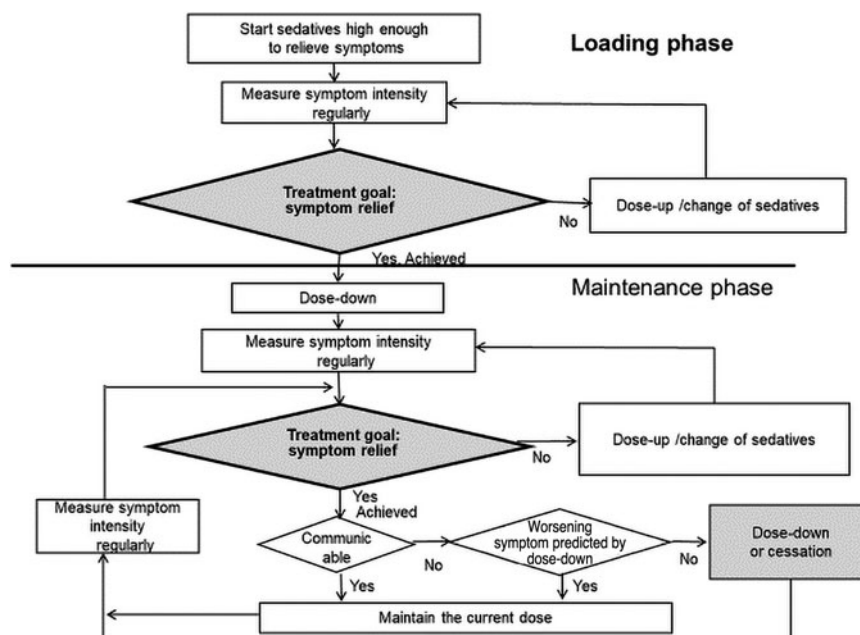 Start sedatives high enough
to relieve symptoms
Loading phase
Measure symptom intensity
regularly
Treatment goal:
symptom relief
No
Dose-up /change of sedatives
Yes, Achieved
Maintenance phase
Dose-down
Measure symptom intensity
regularly
Treatment goal:
symptom relief
No
Dose-up /change of sedatives
Yes
Achieved
Measure symptom
intensity
regularly
Communic
able
No
Worsening
symptom predicted by
dose-down
No
Dose-down
or cessation
Yes
Yes
Maintain the current dose